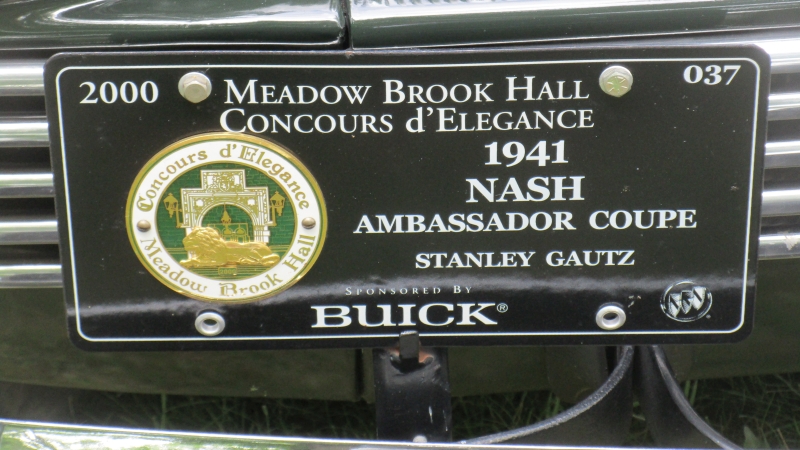 2000
037
MEADOW BROOK HALL
CONCOURS d'ELEGANCE
1941
NASH
AMBASSADOR COUPE
STANLEY GAUTZ
Concours d'Elegance
Meadow Brook Hall
SPONSORED BY
BUICK®